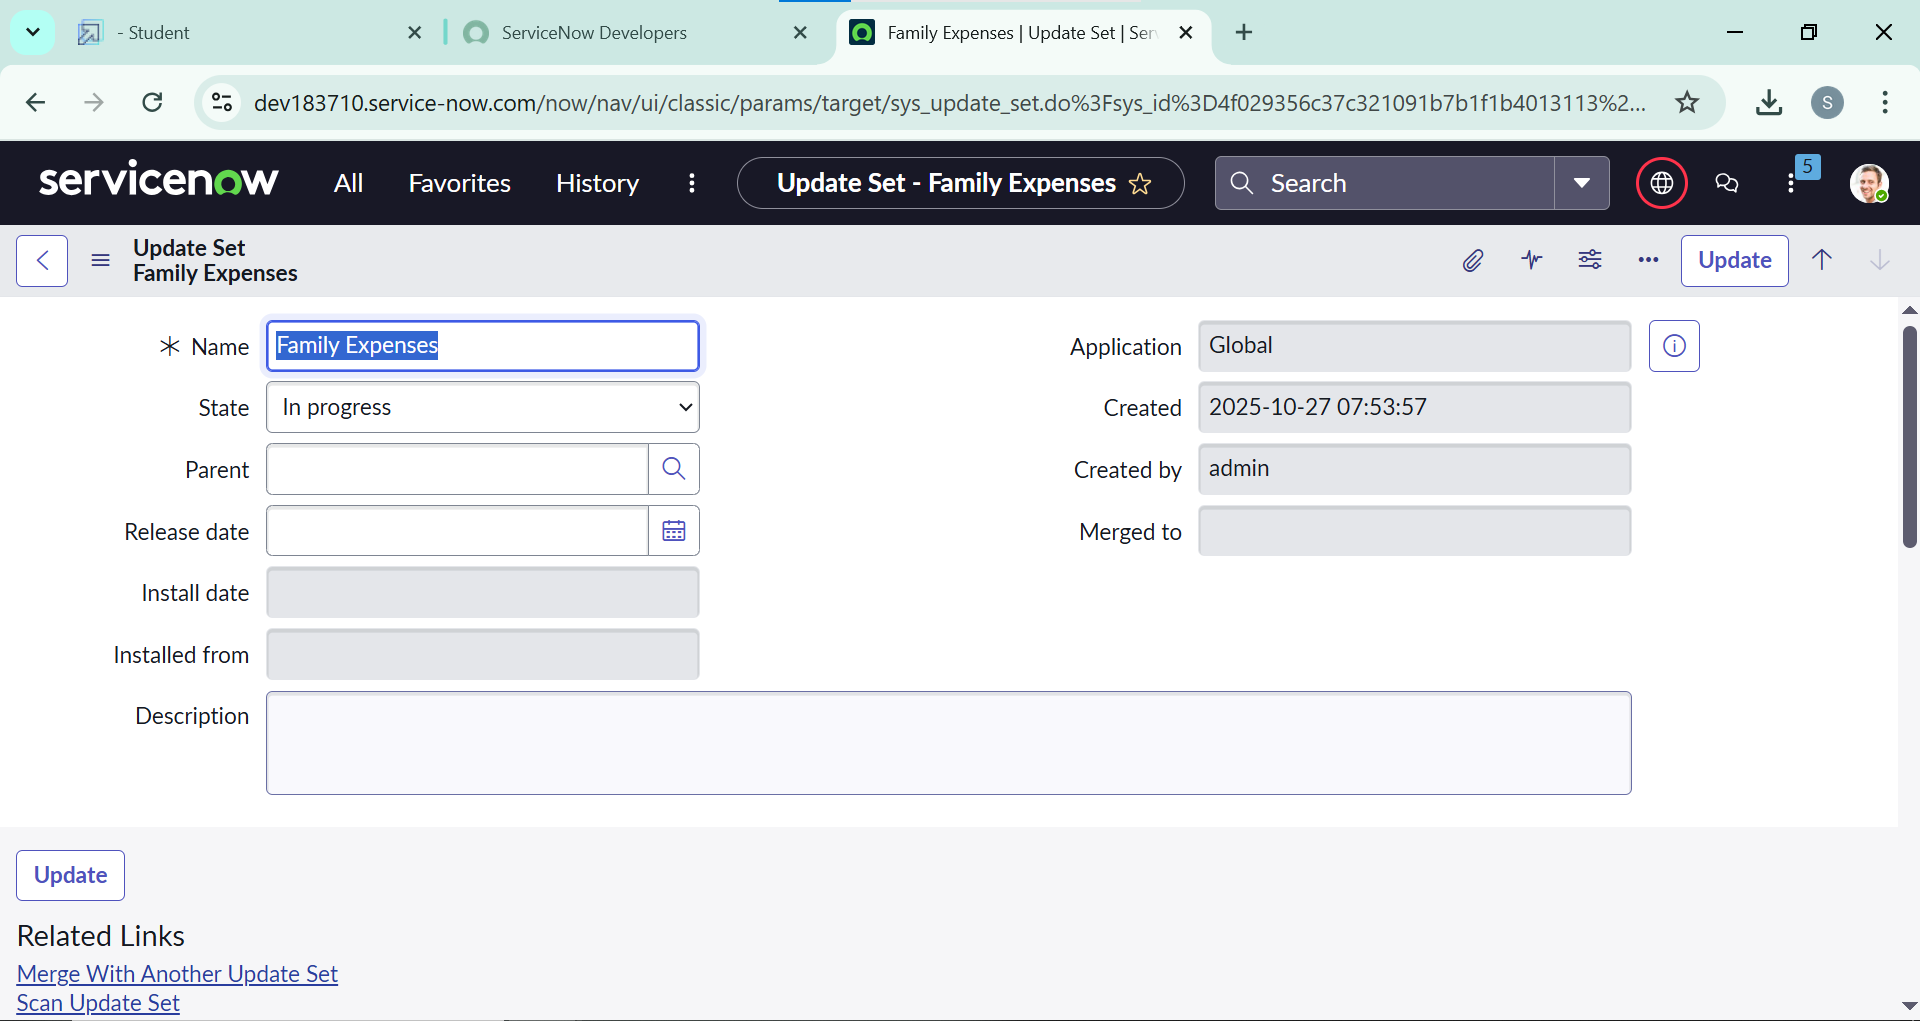 - Student
ServiceNow Developers
Family Expenses | Update Set | Ser
dev183710.service-now.com/now/nav/ui/classic/params/target/sys_update_set.do%3Fsys_id%3D4f029356c37c321091b7b1f1b4013113%2...
S
servicenow
All
Favorites
History
Update Set - Family Expenses
Search
5
Update Set
Family Expenses
Update
Name
Family Expenses
Application
Global
State
In progress
Created
2025-10-27 07:53:57
Parent
Created by
admin
Release date
Merged to
Install date
Installed from
Description
Update
Related Links
Merge With Another Update Set
Scan Update Set